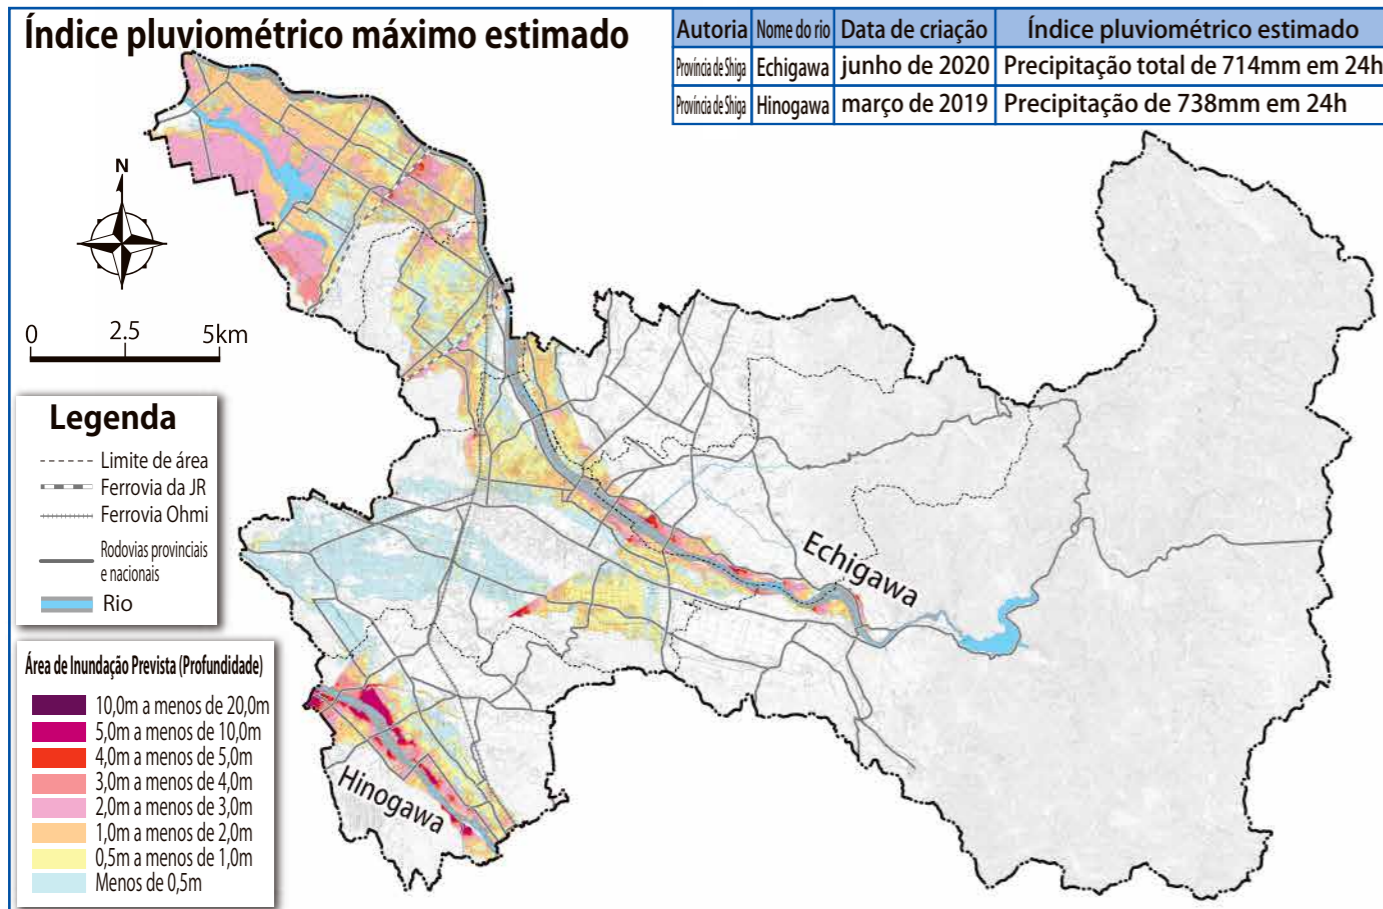 Índice pluviométrico máximo estimado
Autoria Nome do rio Data de criação Índice pluviométrico estimado
Província de Shiga Echigawa junho de 2020 Precipitação total de 714mm em 24h
Província de Shiga Hinogawa março de 2019 Precipitação de 738mm em 24h
N
0 2.5 5km
Legenda
Limite de área
Ferrovia da JR
Ferrovia Ohmi
Rodovias provinciais
e nacionais
Rio
Área de Inundação Prevista (Profundidade)
10,0m a menos de 20,0m
5,0m a menos de 10,0m
4,0m a menos de 5,0m
3,0m a menos de 4,0m
2,0m a menos de 3,0m
1,0m a menos de 2,0m
0,5m a menos de 1,0m
Menos de 0,5m
Echigawa
Hinogawa